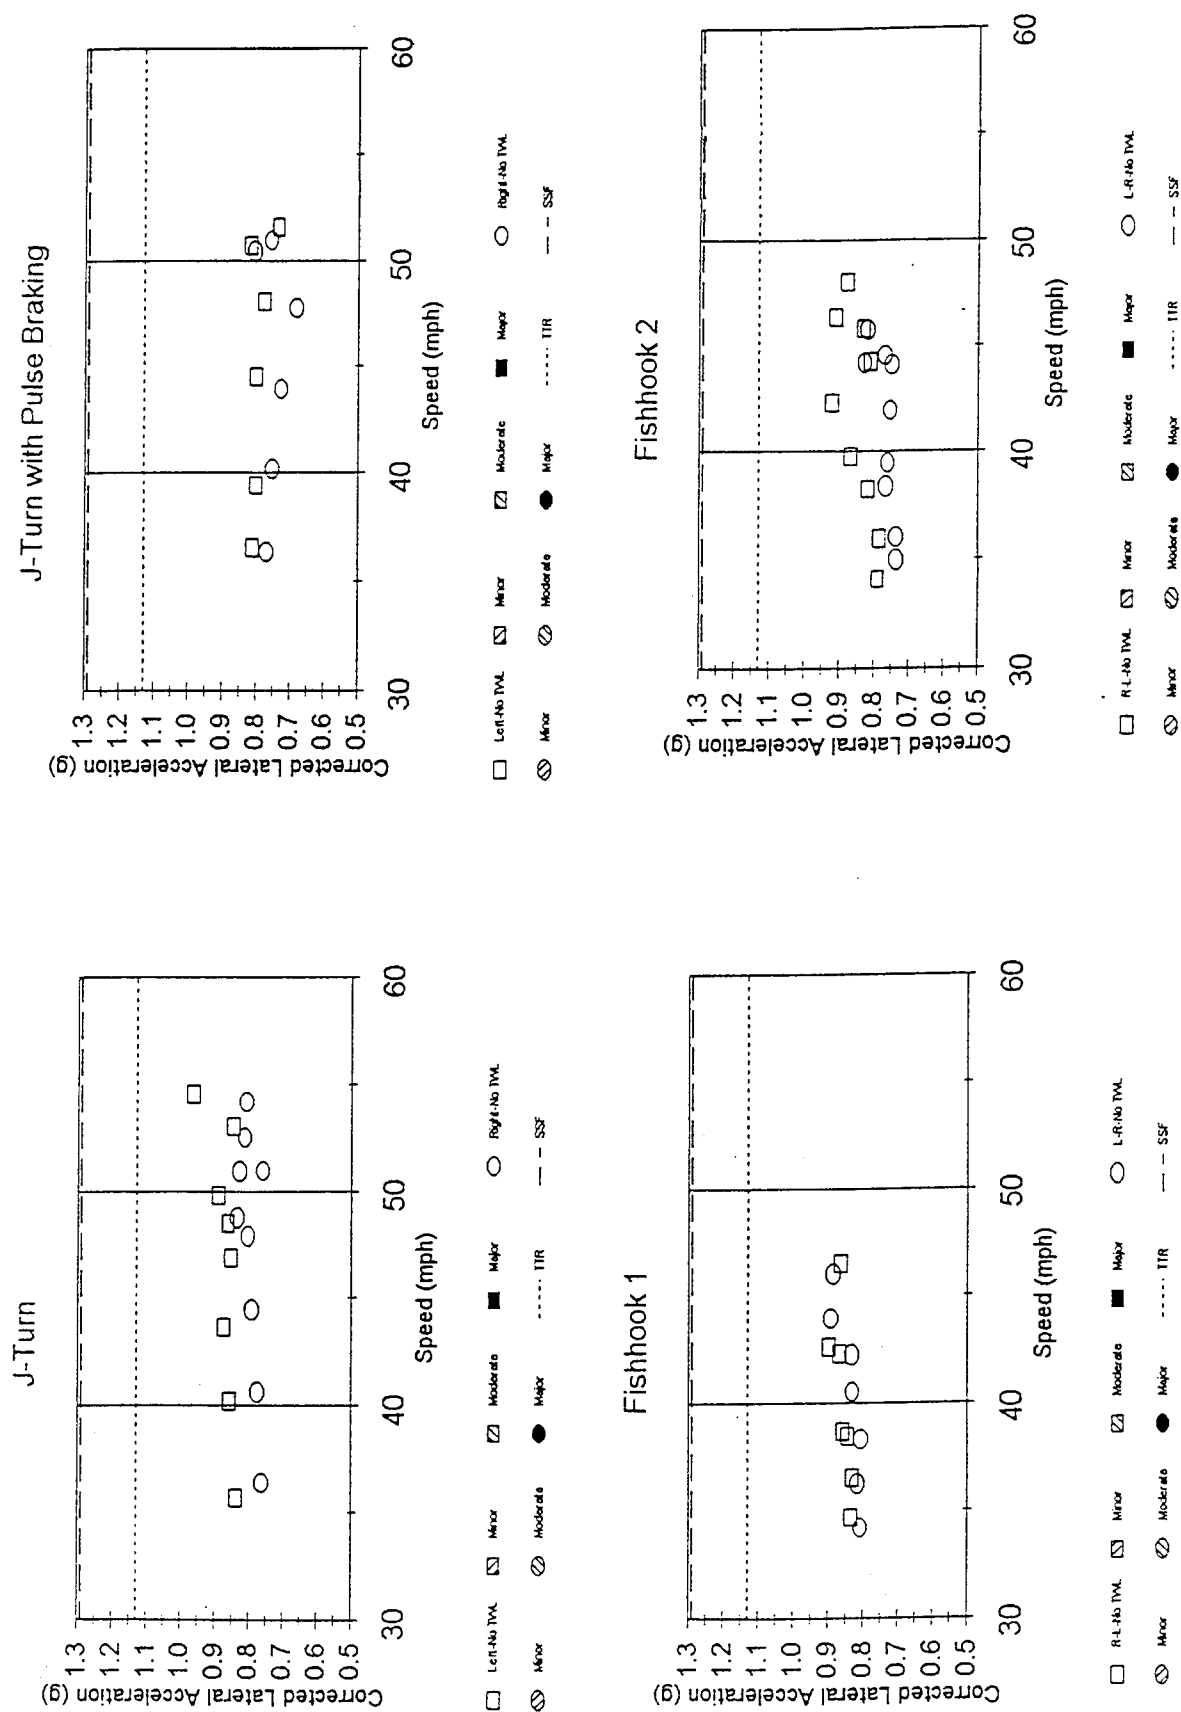 J-Turn
Corrected Lateral Acceleration (g)
1.3
1.2
1.1
1.0
0.9
0.8
0.7
0.6
0.5
30 40 50 60
Speed (mph)
Left-No TWL Minor Moderate Major Right-No TWL
Minor Moderate Major TTR SSF
J-Turn with Pulse Braking
Corrected Lateral Acceleration (g)
1.3
1.2
1.1
1.0
0.9
0.8
0.7
0.6
0.5
30 40 50 60
Speed (mph)
Left-No TWL Minor Moderate Major Right-No TWL
Minor Moderate Major TTR SSF
Fishhook 1
Corrected Lateral Acceleration (g)
1.3
1.2
1.1
1.0
0.9
0.8
0.7
0.6
0.5
30 40 50 60
Speed (mph)
R-L-No TWL Minor Moderate Major L-R-No TWL
Minor Moderate Major TTR SSF
Fishhook 2
Corrected Lateral Acceleration (g)
1.3
1.2
1.1
1.0
0.9
0.8
0.7
0.6
0.5
30 40 50 60
Speed (mph)
R-L-No TWL Minor Moderate Major L-R-No TWL
Minor Moderate Major TTR SSF